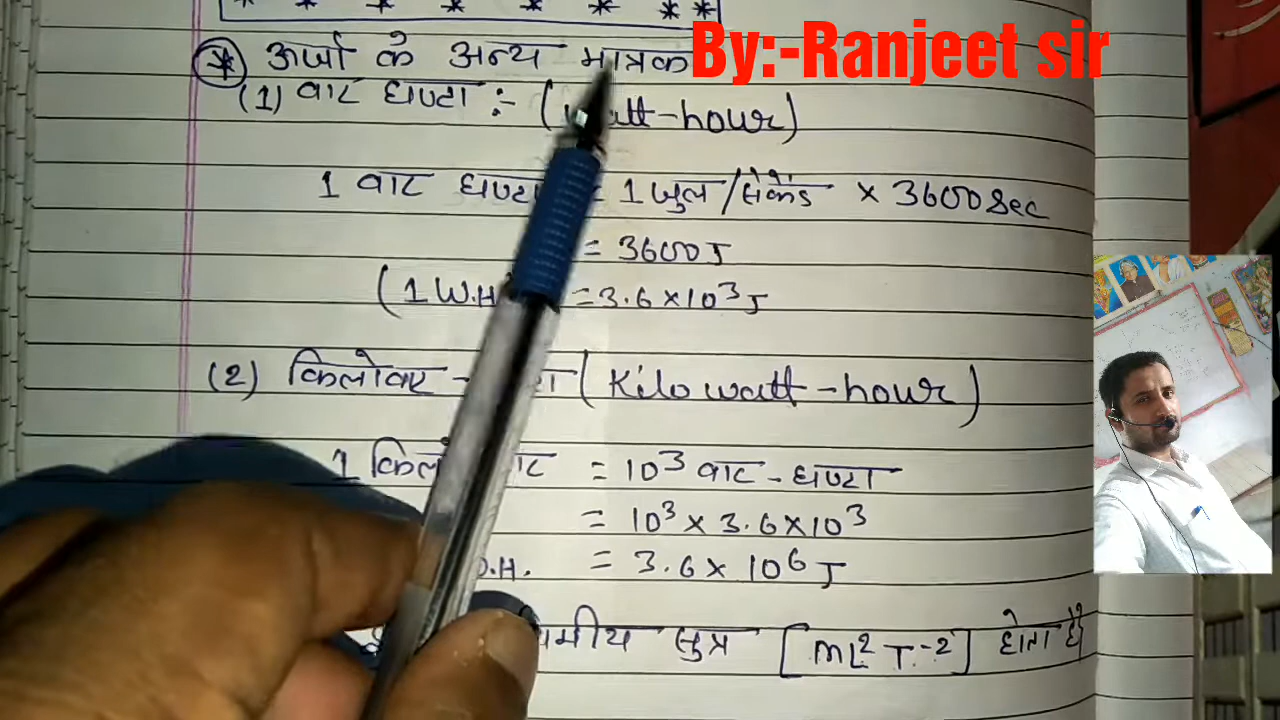 * * * * * * * *
By:-Ranjeet sir
* ऊर्जा के अन्य मात्रक
(1) वाट घण्टा :- (Watt-hour)
1 वाट घण्टा = 1 जुल/सेकेंड × 3600 Sec
= 3600 J
(1 W.H = 3.6 × 10³ J
(2) किलोवाट - (Kilo watt - hour)
1 = 10³ वाट - घण्टा
= 10³ × 3.6 × 10³
.H. = 3.6 × 10⁶ J
सुत्र [ML² T⁻²] होता है